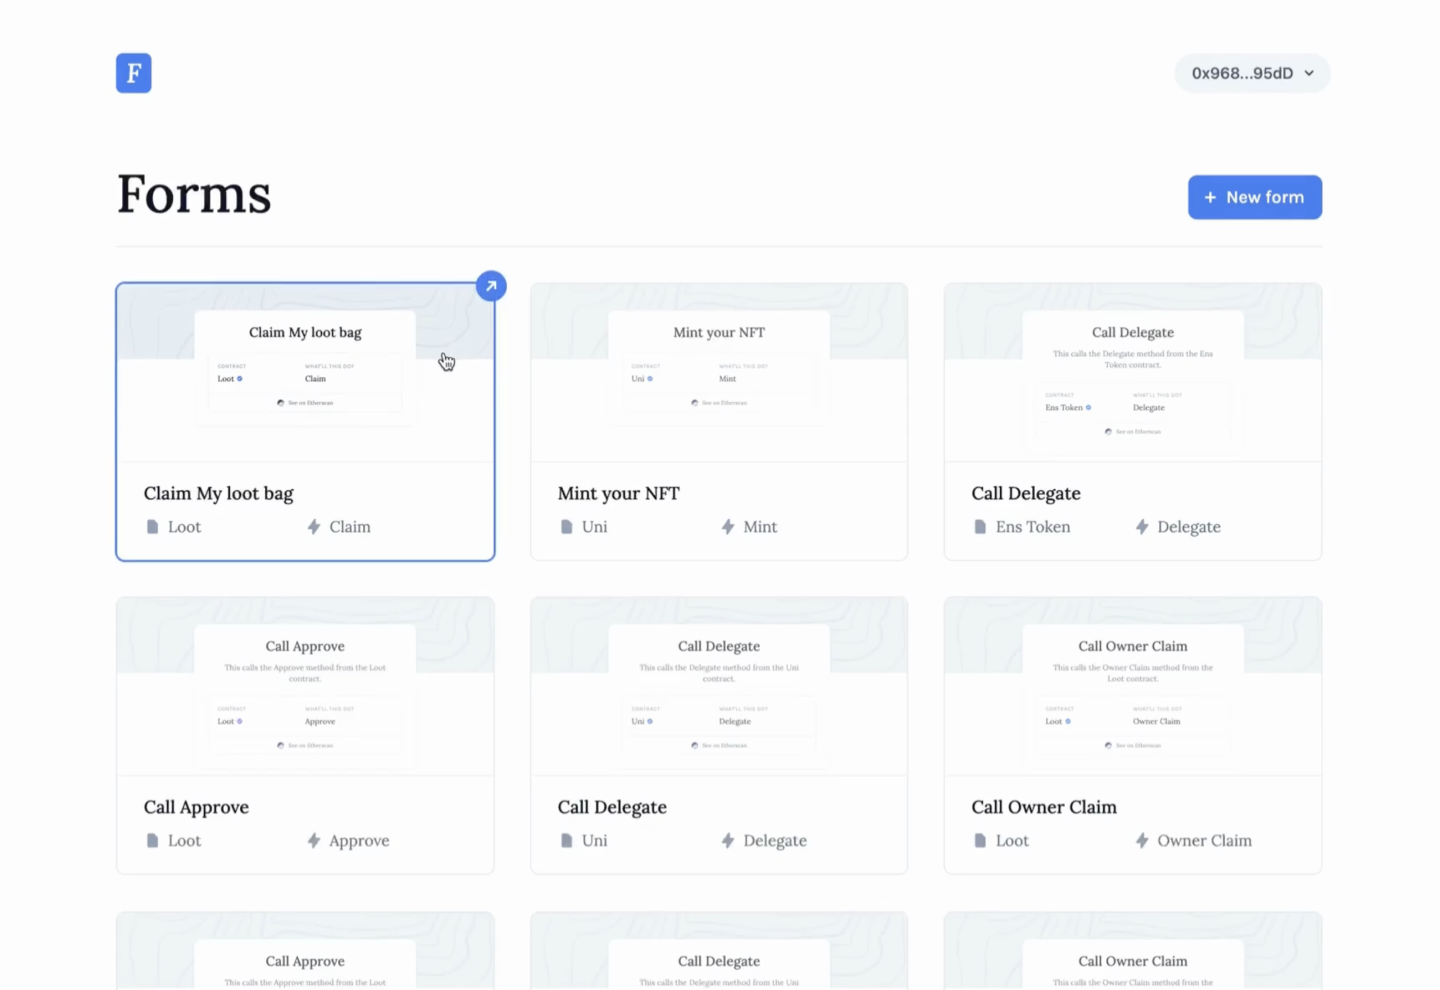 F
0x968...95dD
Forms
+ New form
Claim My loot bag
CONTRACT
WHAT'LL THIS DO?
Loot
Claim
See on Etherscan
Claim My loot bag
Loot
Claim
Mint your NFT
CONTRACT
WHAT'LL THIS DO?
Uni
Mint
See on Etherscan
Mint your NFT
Uni
Mint
Call Delegate
This calls the Delegate method from the Ens
Token contract.
CONTRACT
WHAT'LL THIS DO?
Ens Token
Delegate
See on Etherscan
Call Delegate
Ens Token
Delegate
Call Approve
This calls the Approve method from the Loot
contract.
CONTRACT
WHAT'LL THIS DO?
Loot
Approve
See on Etherscan
Call Approve
Loot
Approve
Call Delegate
This calls the Delegate method from the Uni
contract.
CONTRACT
WHAT'LL THIS DO?
Uni
Delegate
See on Etherscan
Call Delegate
Uni
Delegate
Call Owner Claim
This calls the Owner Claim method from the
Loot contract.
CONTRACT
WHAT'LL THIS DO?
Loot
Owner Claim
See on Etherscan
Call Owner Claim
Loot
Owner Claim
Call Approve
This calls the Approve method from the Loot
Call Delegate
This calls the Delegate method from the Uni
Call Owner Claim
This calls the Owner Claim method from the